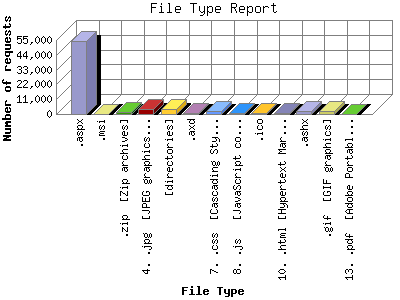 File Type Report
Number of requests
55,000
44,000
33,000
22,000
11,000
0
.aspx
.msi
.zip [Zip archives]
4. .jpg [JPEG graphics...
[directories]
.axd
7. .css [Cascading Sty...
8. .js [JavaScript co...
.ico
10. .html [Hypertext Mar...
.ashx
.gif [GIF graphics]
13. .pdf [Adobe Portabl...
File Type